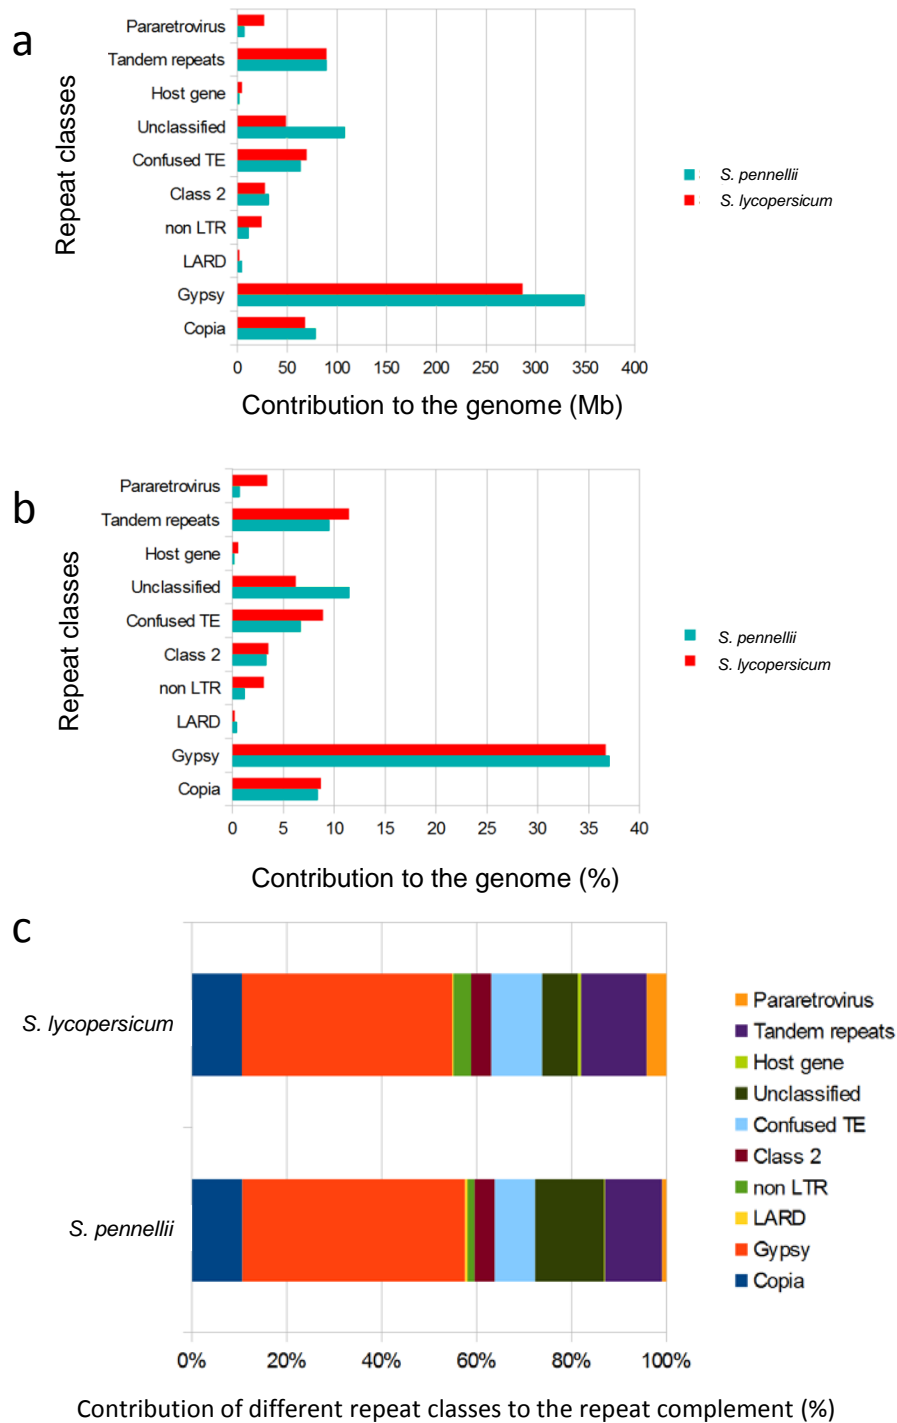 a
Repeat classes
Pararetrovirus
Tandem repeats
Host gene
Unclassified
Confused TE
Class 2
non LTR
LARD
Gypsy
Copia
0 50 100 150 200 250 300 350 400
Contribution to the genome (Mb)
S. pennellii
S. lycopersicum
b
Repeat classes
Pararetrovirus
Tandem repeats
Host gene
Unclassified
Confused TE
Class 2
non LTR
LARD
Gypsy
Copia
0 5 10 15 20 25 30 35 40
Contribution to the genome (%)
S. pennellii
S. lycopersicum
c
S. lycopersicum
S. pennellii
0% 20% 40% 60% 80% 100%
Contribution of different repeat classes to the repeat complement (%)
Pararetrovirus
Tandem repeats
Host gene
Unclassified
Confused TE
Class 2
non LTR
LARD
Gypsy
Copia